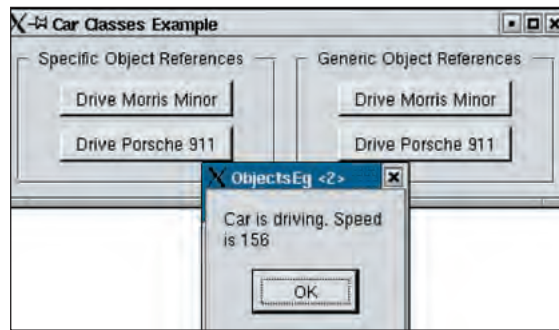 Car Classes Example
Specific Object References
Generic Object References
Drive Morris Minor
Drive Morris Minor
Drive Porsche 911
Drive Porsche 911
ObjectsEg <2>
Car is driving. Speed
is 156
OK